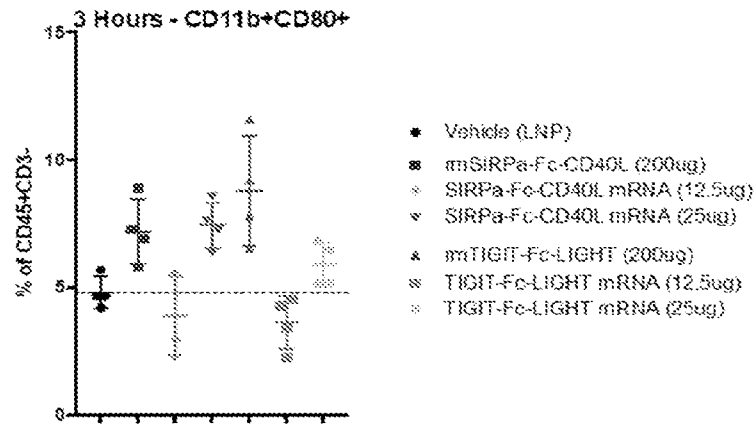 3 Hours - CD11b+CD80+
15
10
5
0
% of CD45+CD3-
Vehicle (LNP)
rmSIRPa-Fc-CD40L (200ug)
SIRPa-Fc-CD40L mRNA (12.5ug)
SIRPa-Fc-CD40L mRNA (25ug)
rmTIGIT-Fc-LIGHT (200ug)
TIGIT-Fc-LIGHT mRNA (12.5ug)
TIGIT-Fc-LIGHT mRNA (25ug)